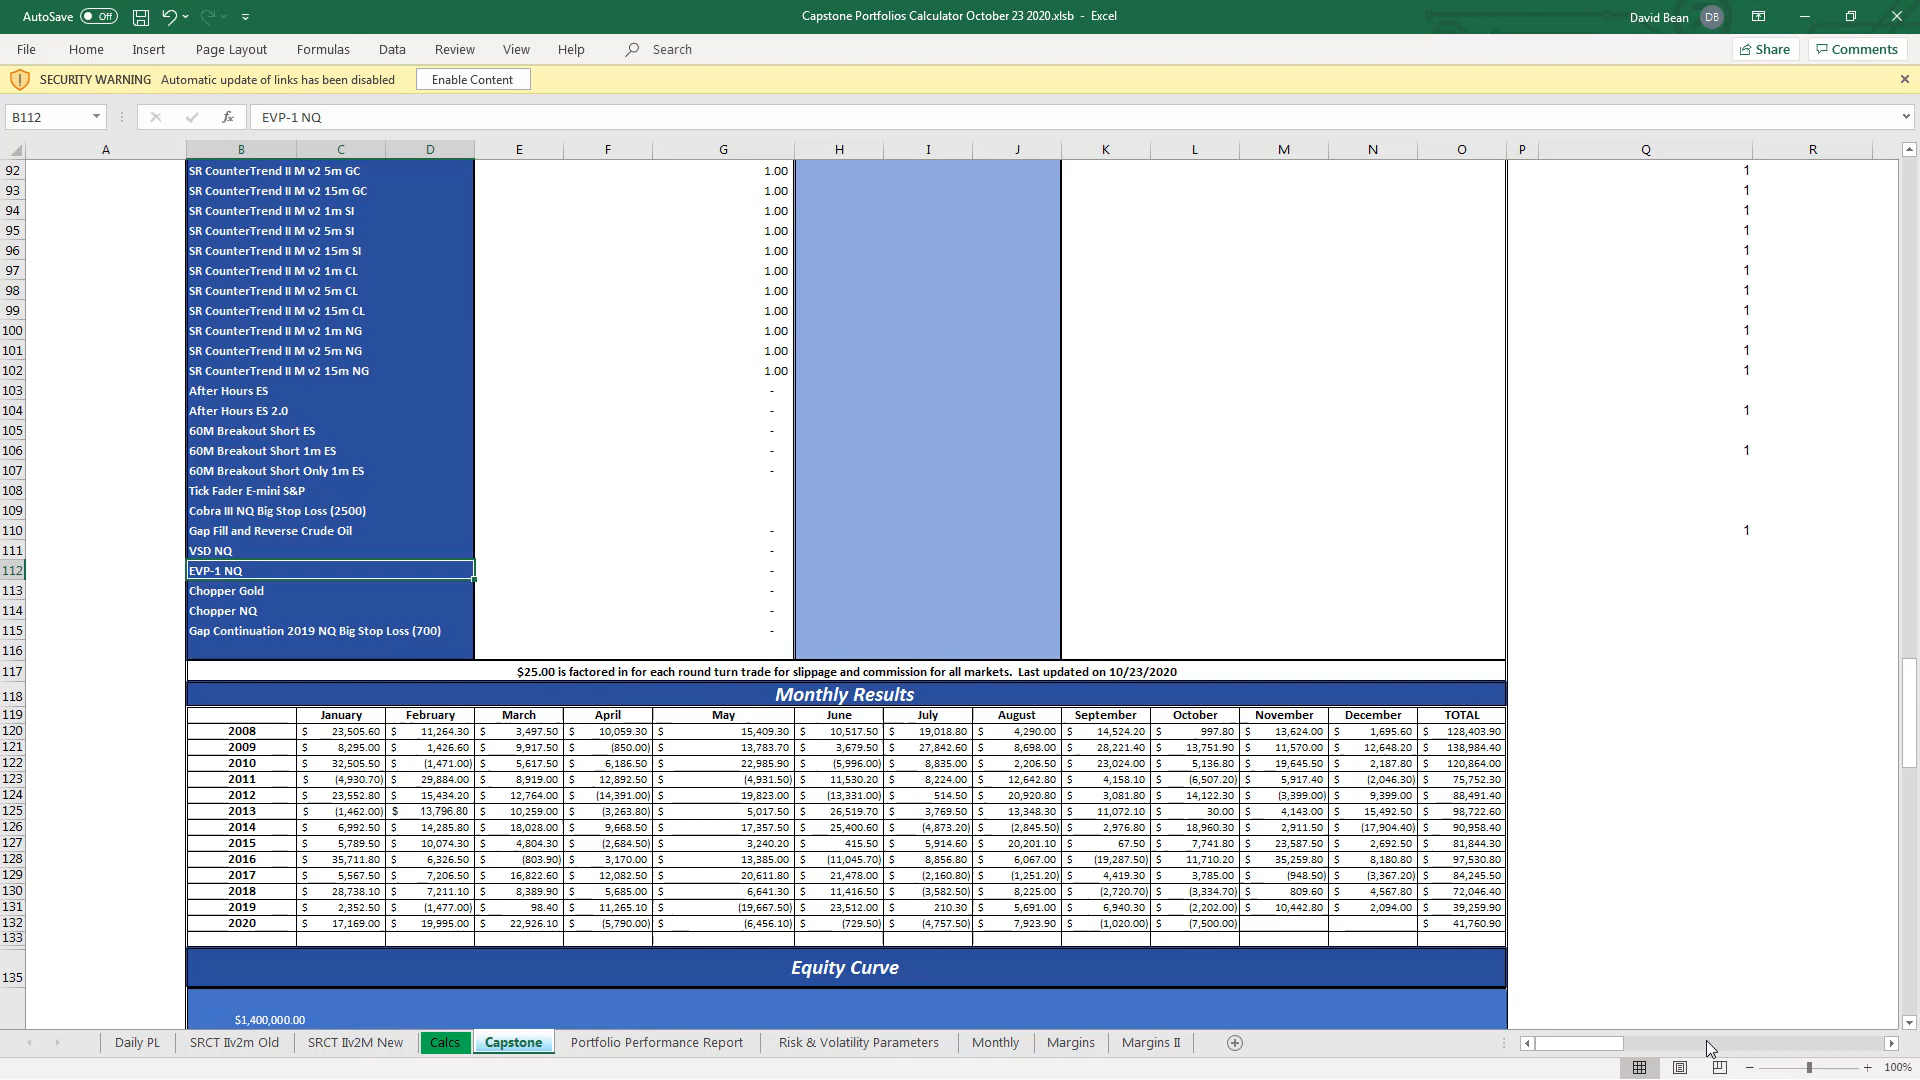 AutoSave Off Capstone Portfolios Calculator October 23 2020.xlsb - Excel David Bean DB
File Home Insert Page Layout Formulas Data Review View Help Search Share Comments
SECURITY WARNING Automatic update of links has been disabled Enable Content
B112 fx EVP-1 NQ
A B C D E F G H I J K L M N O P Q R
92 SR CounterTrend II M v2 5m GC 1.00 1
93 SR CounterTrend II M v2 15m GC 1.00 1
94 SR CounterTrend II M v2 1m SI 1.00 1
95 SR CounterTrend II M v2 5m SI 1.00 1
96 SR CounterTrend II M v2 15m SI 1.00 1
97 SR CounterTrend II M v2 1m CL 1.00 1
98 SR CounterTrend II M v2 5m CL 1.00 1
99 SR CounterTrend II M v2 15m CL 1.00 1
100 SR CounterTrend II M v2 1m NG 1.00 1
101 SR CounterTrend II M v2 5m NG 1.00 1
102 SR CounterTrend II M v2 15m NG 1.00 1
103 After Hours ES -
104 After Hours ES 2.0 - 1
105 60M Breakout Short ES -
106 60M Breakout Short 1m ES - 1
107 60M Breakout Short Only 1m ES -
108 Tick Fader E-mini S&P
109 Cobra III NQ Big Stop Loss (2500)
110 Gap Fill and Reverse Crude Oil - 1
111 VSD NQ -
112 EVP-1 NQ -
113 Chopper Gold -
114 Chopper NQ -
115 Gap Continuation 2019 NQ Big Stop Loss (700) -
116
117 $25.00 is factored in for each round turn trade for slippage and commission for all markets. Last updated on 10/23/2020
118 Monthly Results
119 January February March April May June July August September October November December TOTAL
120 2008 $ 23,505.60 $ 11,264.30 $ 3,497.50 $ 10,059.30 $ 15,409.30 $ 10,517.50 $ 19,018.80 $ 4,290.00 $ 14,524.20 $ 997.80 $ 13,624.00 $ 1,695.60 $ 128,403.90
121 2009 $ 8,295.00 $ 1,426.60 $ 9,917.50 $ (850.00) $ 13,783.70 $ 3,679.50 $ 27,842.60 $ 8,698.00 $ 28,221.40 $ 13,751.90 $ 11,570.00 $ 12,648.20 $ 138,984.40
122 2010 $ 32,505.50 $ (1,471.00) $ 5,617.50 $ 6,186.50 $ 22,985.90 $ (5,996.00) $ 8,835.00 $ 2,206.50 $ 23,024.00 $ 5,136.80 $ 19,645.50 $ 2,187.80 $ 120,864.00
123 2011 $ (4,930.70) $ 29,884.00 $ 8,919.00 $ 12,892.50 $ (4,931.50) $ 11,530.20 $ 8,224.00 $ 12,642.80 $ 4,158.10 $ (6,507.20) $ 5,917.40 $ (2,046.30) $ 75,752.30
124 2012 $ 23,552.80 $ 15,434.20 $ 12,764.00 $ (14,391.00) $ 19,823.00 $ (13,331.00) $ 514.50 $ 20,920.80 $ 3,081.80 $ 14,122.30 $ (3,399.00) $ 9,399.00 $ 88,491.40
125 2013 $ (1,462.00) $ 13,796.80 $ 10,259.00 $ (3,263.80) $ 5,017.50 $ 26,519.70 $ 3,769.50 $ 13,348.30 $ 11,072.10 $ 30.00 $ 4,143.00 $ 15,492.50 $ 98,722.60
126 2014 $ 6,992.50 $ 14,285.80 $ 18,028.00 $ 9,668.50 $ 17,357.50 $ 25,400.60 $ (4,873.20) $ (2,845.50) $ 2,976.80 $ 18,960.30 $ 2,911.50 $ (17,904.40) $ 90,958.40
127 2015 $ 5,789.50 $ 10,074.30 $ 4,804.30 $ (2,684.50) $ 3,240.20 $ 415.50 $ 5,914.60 $ 20,201.10 $ 67.50 $ 7,741.80 $ 23,587.50 $ 2,692.50 $ 81,844.30
128 2016 $ 35,711.80 $ 6,326.50 $ (803.90) $ 3,170.00 $ 13,385.00 $ (11,045.70) $ 8,856.80 $ 6,067.00 $ (19,287.50) $ 11,710.20 $ 35,259.80 $ 8,180.80 $ 97,530.80
129 2017 $ 5,567.50 $ 7,206.50 $ 16,822.60 $ 12,082.50 $ 20,611.80 $ 21,478.00 $ (2,160.80) $ (1,251.20) $ 4,419.30 $ 3,785.00 $ (948.50) $ (3,367.20) $ 84,245.50
130 2018 $ 28,738.10 $ 7,211.10 $ 8,389.90 $ 5,685.00 $ 6,641.30 $ 11,416.50 $ (3,582.50) $ 8,225.00 $ (2,720.70) $ (3,334.70) $ 809.60 $ 4,567.80 $ 72,046.40
131 2019 $ 2,352.50 $ (1,477.00) $ 98.40 $ 11,265.10 $ (19,667.50) $ 23,512.00 $ 210.30 $ 5,691.00 $ 6,940.30 $ (2,202.00) $ 10,442.80 $ 2,094.00 $ 39,259.90
132 2020 $ 17,169.00 $ 19,995.00 $ 22,926.10 $ (5,790.00) $ (6,456.10) $ (729.50) $ (4,757.50) $ 7,923.90 $ (1,020.00) $ (7,500.00) $ 41,760.90
133
135 Equity Curve
$1,400,000.00
Daily PL SRCT IIv2m Old SRCT IIv2M New Calcs Capstone Portfolio Performance Report Risk & Volatility Parameters Monthly Margins Margins II
100%